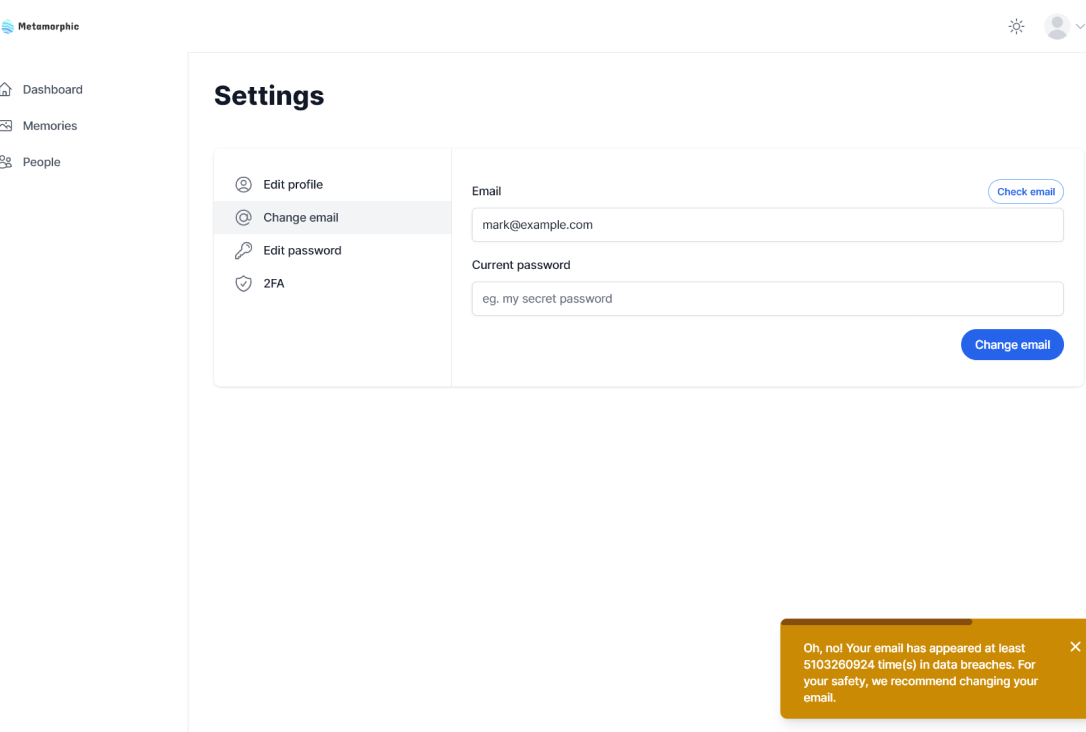 Metamorphic
Dashboard
Memories
People
Settings
Edit profile
Change email
Edit password
2FA
Email
Check email
mark@example.com
Current password
eg. my secret password
Change email
Oh, no! Your email has appeared at least
5103260924 time(s) in data breaches. For
your safety, we recommend changing your
email.